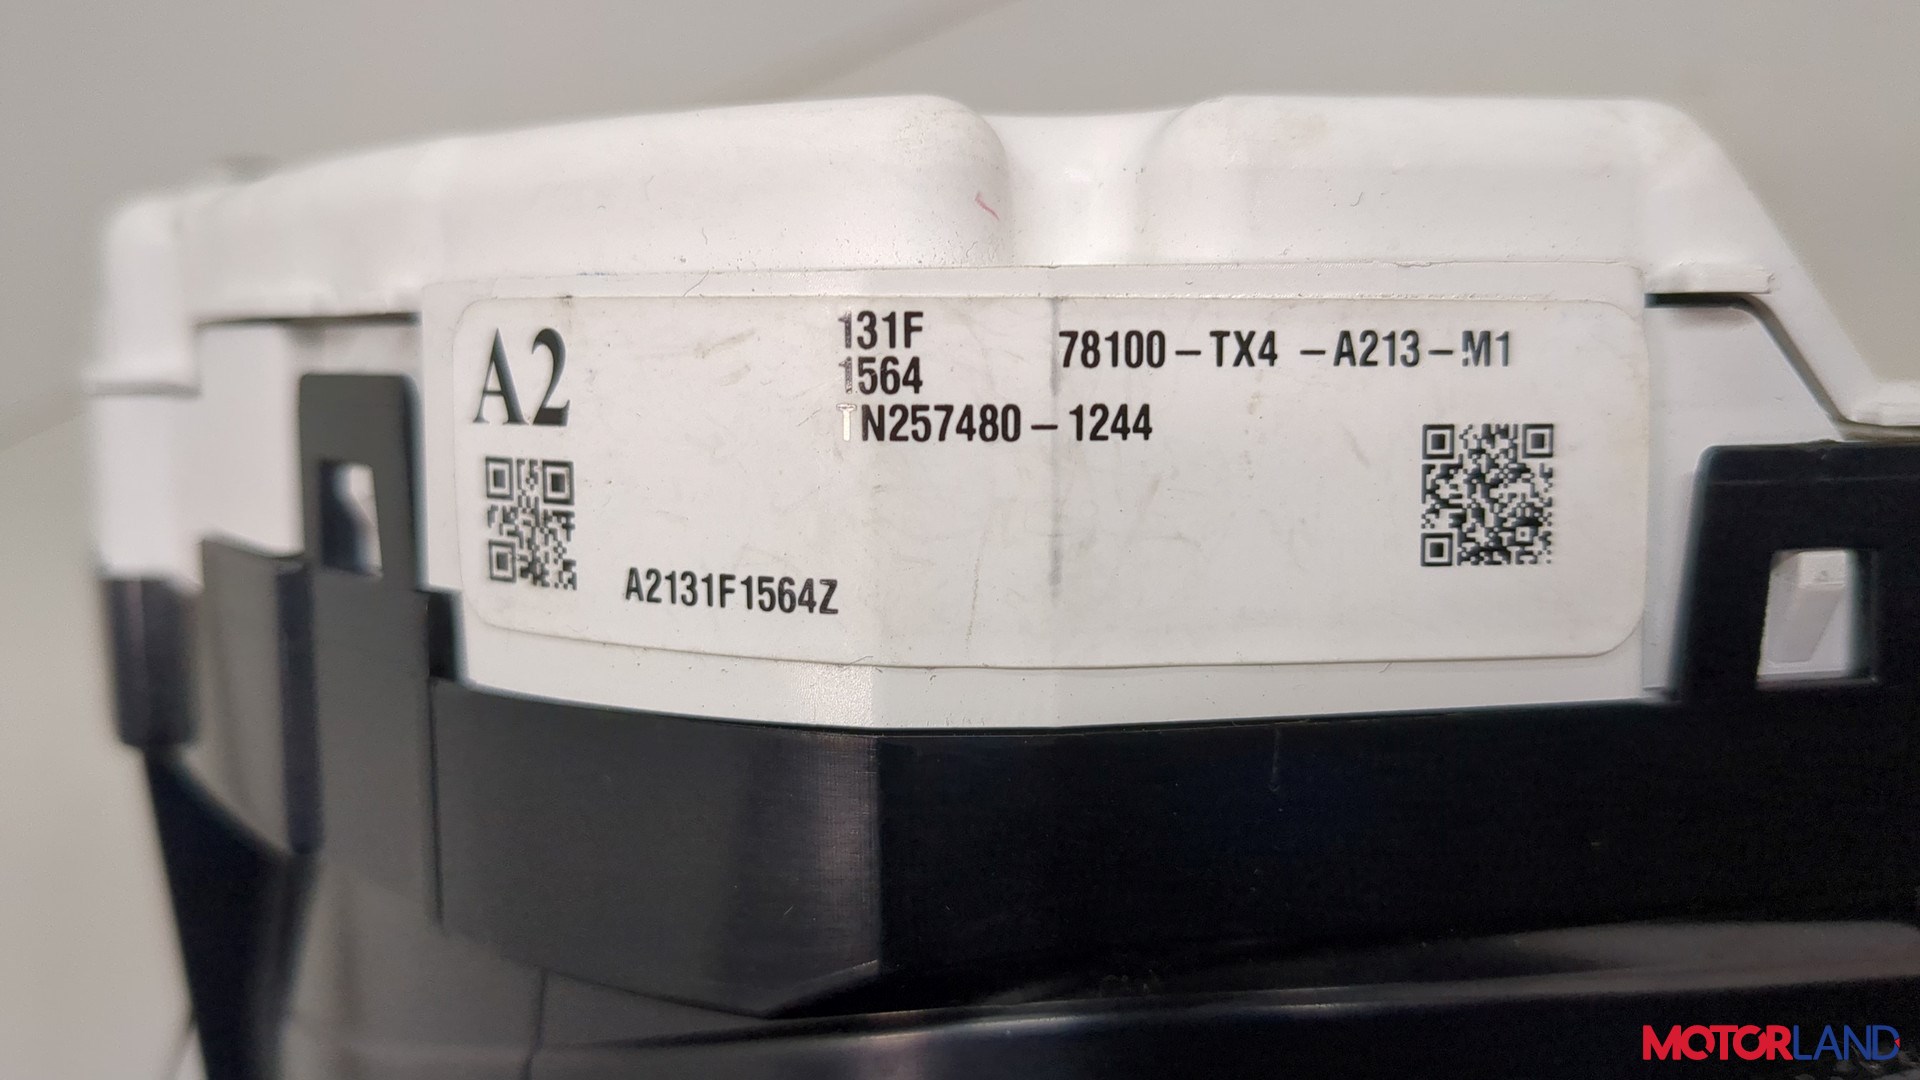 A2
131F
1564
TN257480-1244
78100-TX4 -A213-M1
A2131F1564Z
MOTORLAND